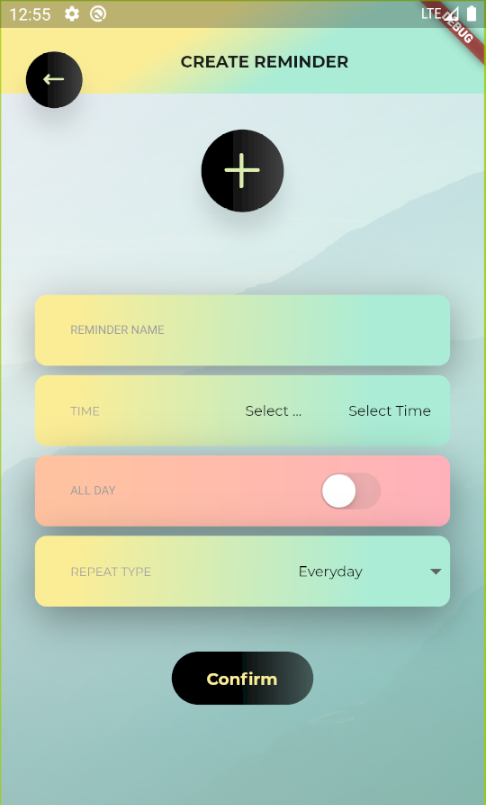 12:55 LTE
DEBUG
CREATE REMINDER
REMINDER NAME
TIME Select ... Select Time
ALL DAY
REPEAT TYPE Everyday
Confirm